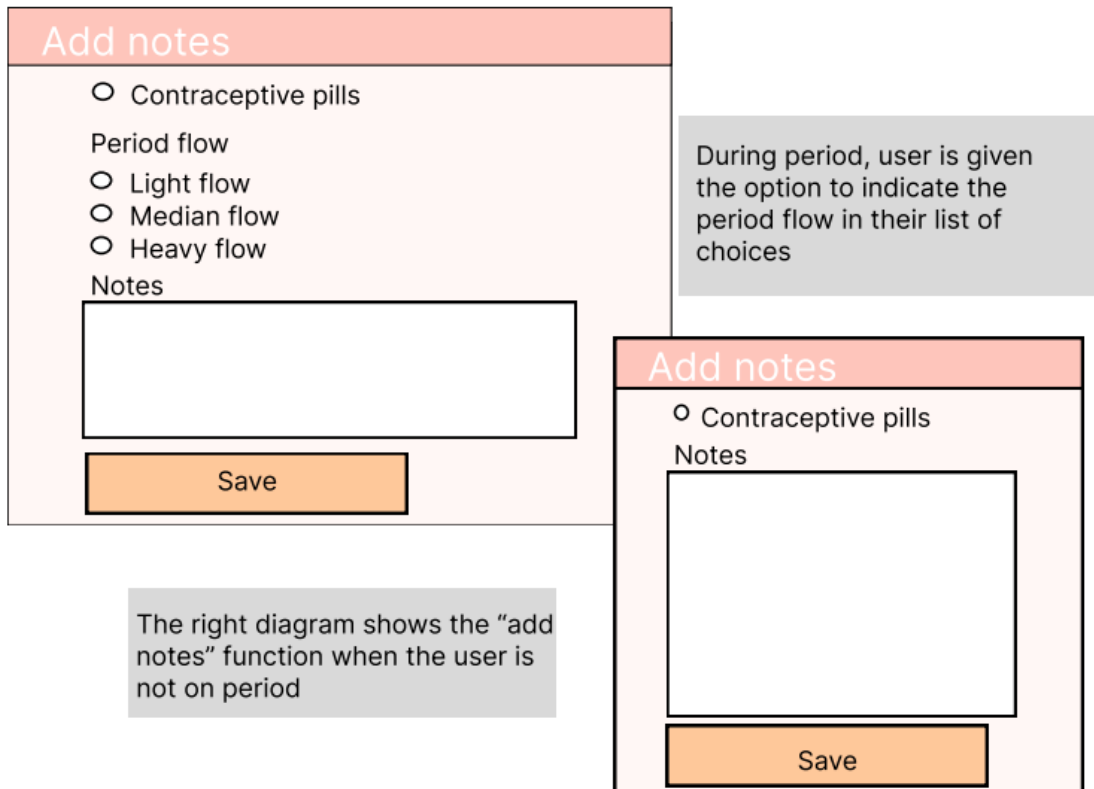 Add notes
Contraceptive pills
Period flow
Light flow
Median flow
Heavy flow
Notes
Save
During period, user is given
the option to indicate the
period flow in their list of
choices
Add notes
Contraceptive pills
Notes
Save
The right diagram shows the “add
notes” function when the user is
not on period